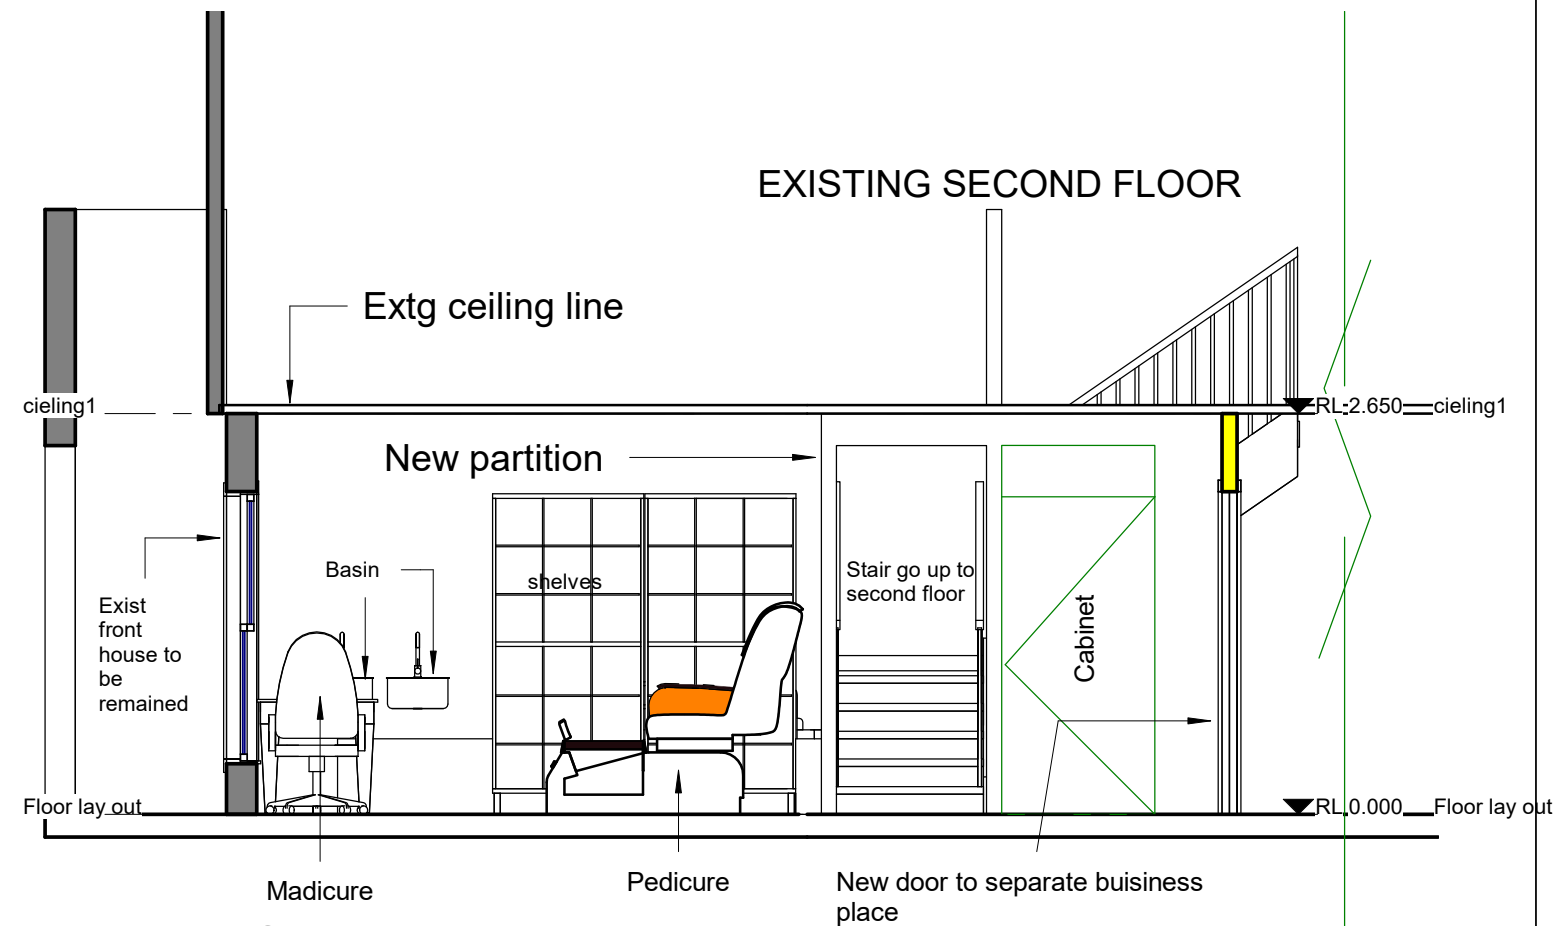 EXISTING SECOND FLOOR
Extg ceiling line
cieling1
RL 2.650
cieling1
New partition
Basin
shelves
Stair go up to
second floor
Cabinet
Exist
front
house to
be
remained
Floor lay out
RL 0.000
Floor lay out
Madicure
Pedicure
New door to separate buisiness
place